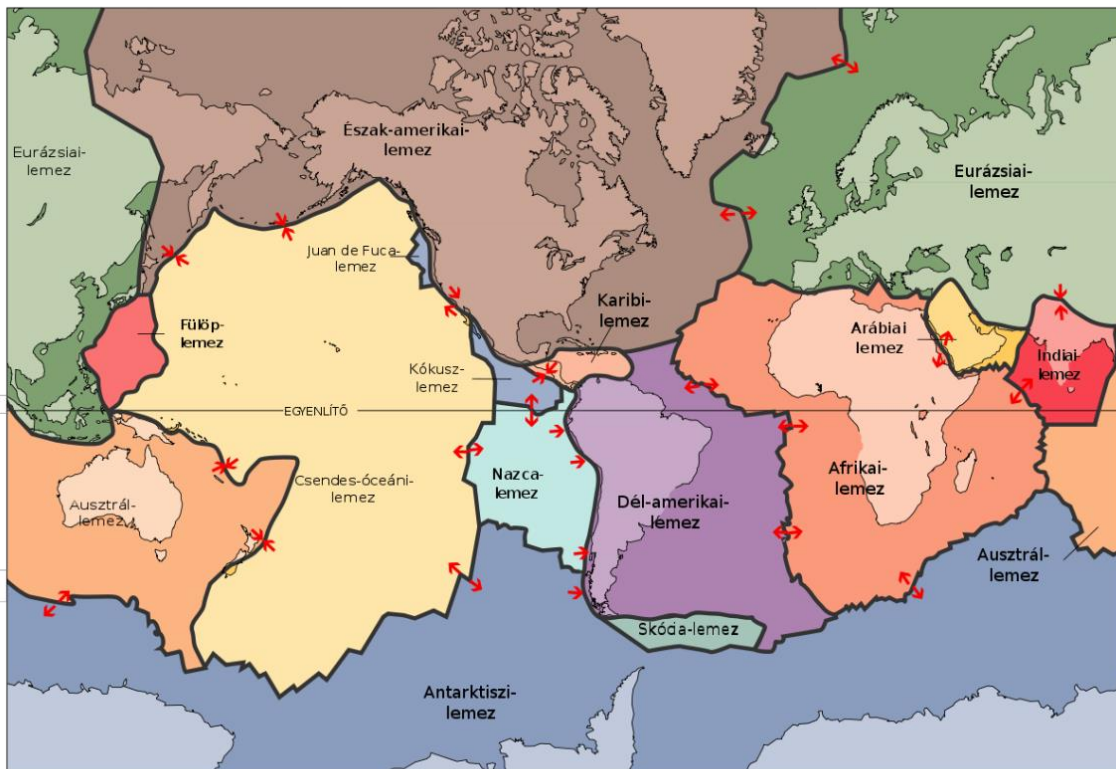 Észak-amerikai-
lemez
Eurázsiai-
lemez
Eurázsiai-
lemez
Juan de Fuca-
lemez
Karibi-
lemez
Fülöp-
lemez
Arábiai
lemez
Indiai-
lemez
Kókusz-
lemez
EGYENLÍTŐ
Csendes-óceáni-
lemez
Nazca-
lemez
Dél-amerikai-
lemez
Afrikai-
lemez
Ausztrál-
lemez
Ausztrál-
lemez
Skócia-lemez
Antarktiszi-
lemez